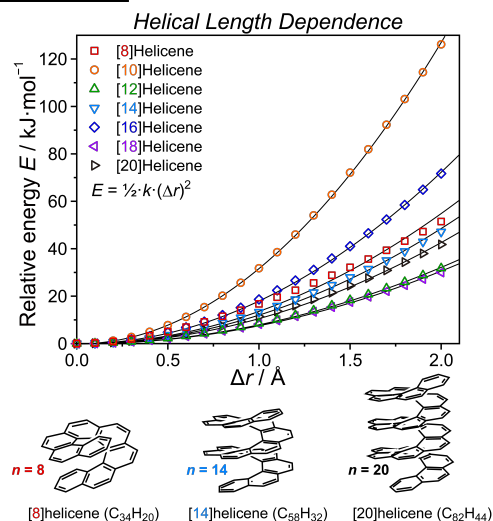 Helical Length Dependence
Relative energy E / kJ·mol⁻¹
120
100
80
60
40
20
0
[8]Helicene
[10]Helicene
[12]Helicene
[14]Helicene
[16]Helicene
[18]Helicene
[20]Helicene
E = ½·k·(Δr)²
0.0 0.5 1.0 1.5 2.0
Δr / Å
n = 8
n = 14
n = 20
[8]helicene (C₃₄H₂₀)
[14]helicene (C₅₈H₃₂)
[20]helicene (C₈₂H₄₄)